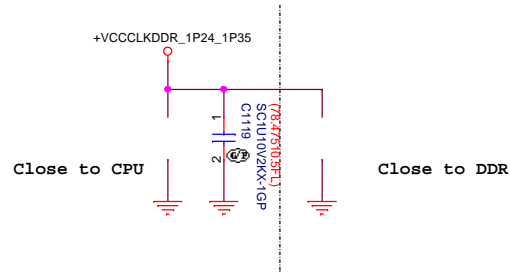 +VCCCLKDDR_1P24_1P35
1
2
G/P
(78.47510.5FL)
SC1U10V2KX-1GP
C1119
Close to CPU
Close to DDR